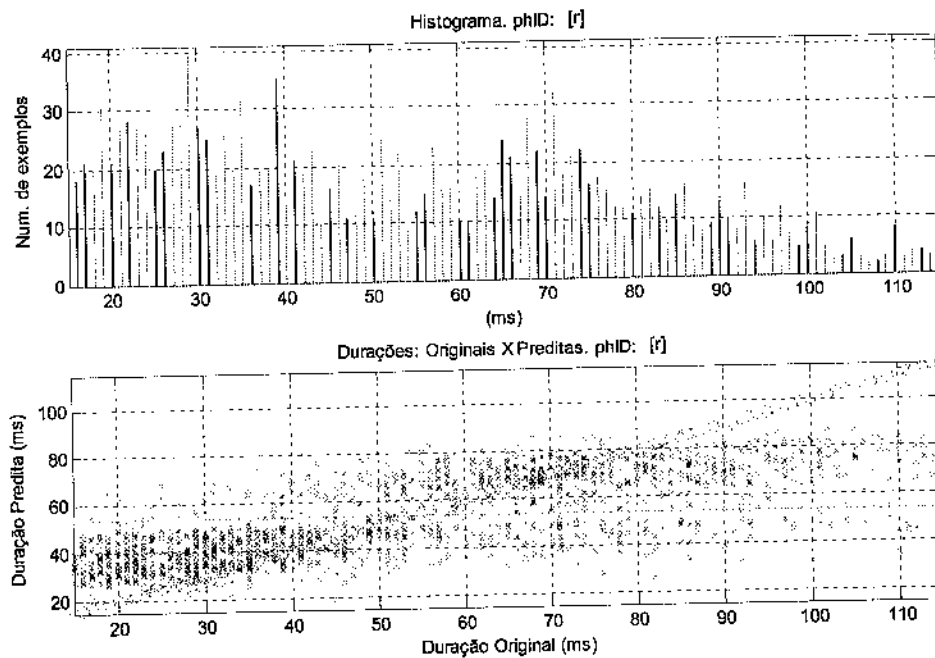 Histograma. phID: [r]
40
30
20
10
0
Num. de exemplos
20 30 40 50 60 70 80 90 100 110
(ms)
Durações: Originais X Preditas. phID: [r]
100
80
60
40
20
Duração Predita (ms)
20 30 40 50 60 70 80 90 100 110
Duração Original (ms)